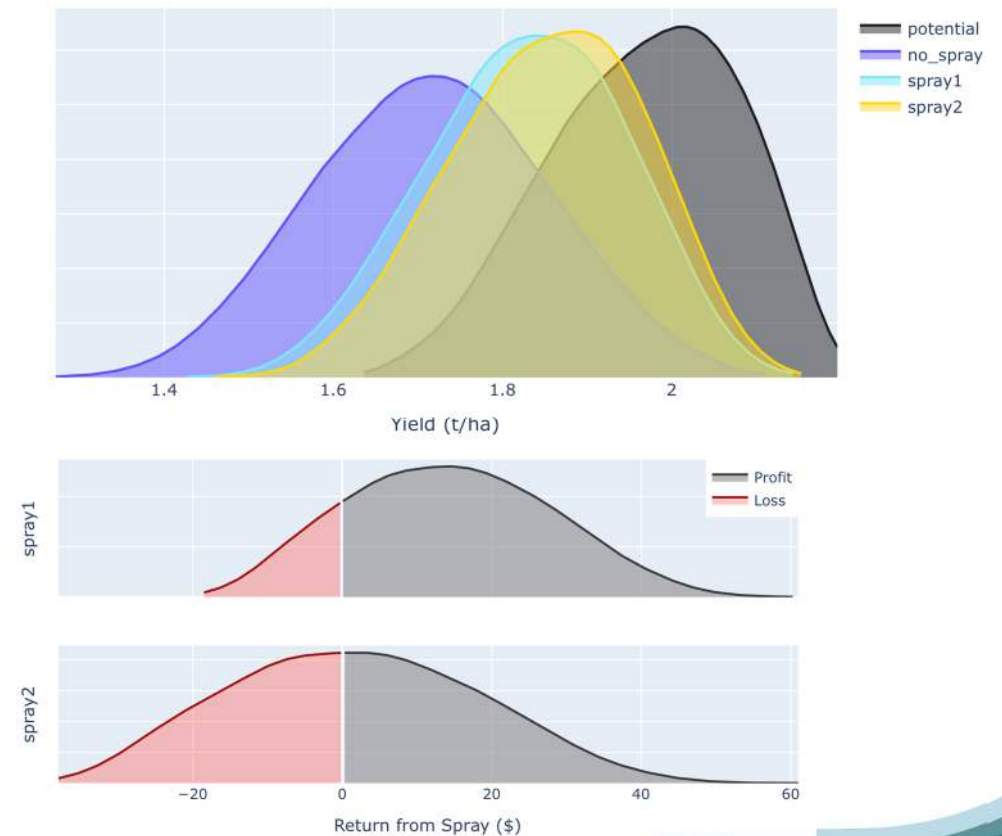 potential
no_spray
spray1
spray2
1.4 1.6 1.8 2
Yield (t/ha)
spray1
Profit
Loss
spray2
−20 0 20 40 60
Return from Spray ($)